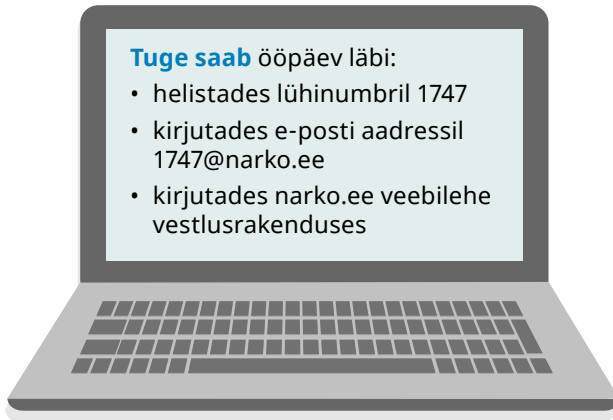 Tuge saab ööpäev läbi:
• helistades lühinumbril 1747
• kirjutades e-posti aadressil
1747@narko.ee
• kirjutades narko.ee veebilehe
vestlusrakenduses